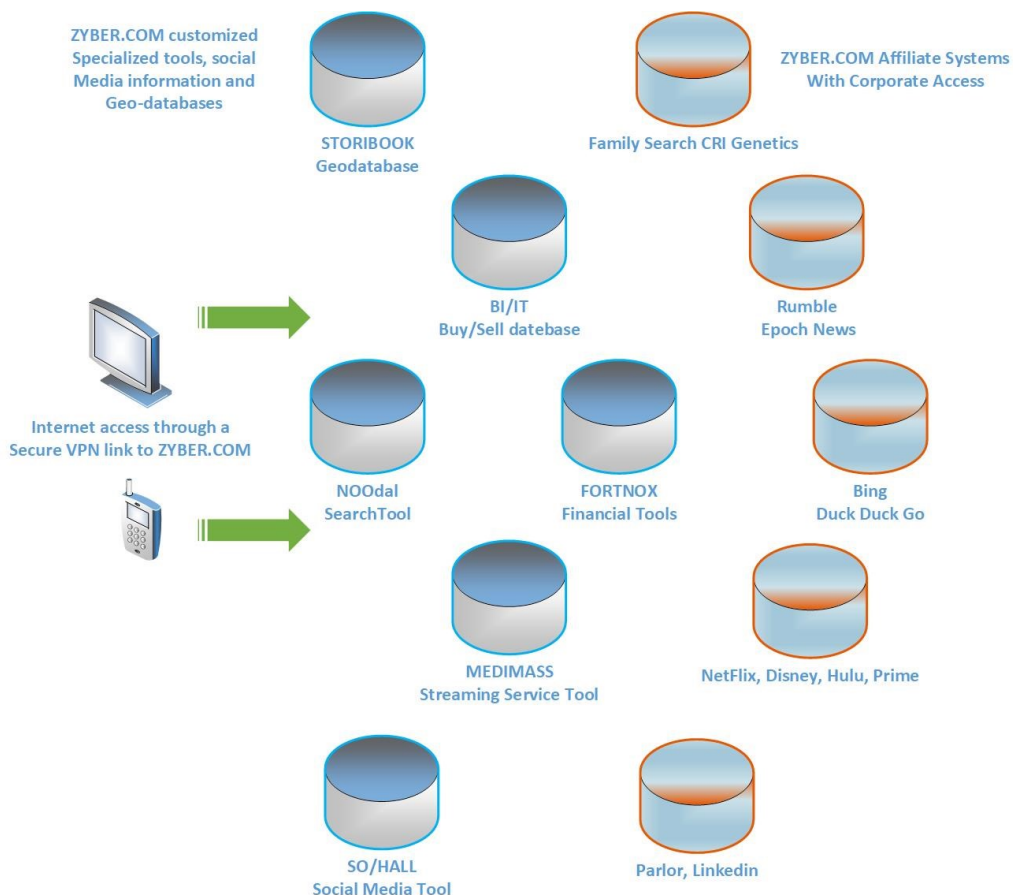 ZYBER.COM customized
Specialized tools, social
Media information and
Geo-databases
ZYBER.COM Affiliate Systems
With Corporate Access
STORIBOOK
Geodatabase
Family Search CRI Genetics
BI/IT
Buy/Sell datebase
Rumble
Epoch News
Internet access through a
Secure VPN link to ZYBER.COM
NOOdal
SearchTool
FORTNOX
Financial Tools
Bing
Duck Duck Go
MEDIMASS
Streaming Service Tool
NetFlix, Disney, Hulu, Prime
SO/HALL
Social Media Tool
Parlor, Linkedin